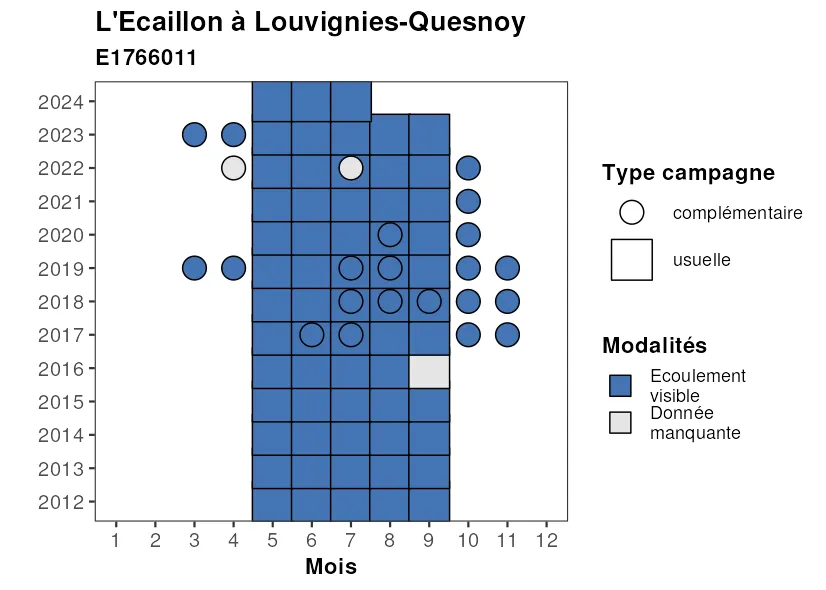 L'Ecaillon à Louvignies-Quesnoy
E1766011
2024
2023
2022
2021
2020
2019
2018
2017
2016
2015
2014
2013
2012
1 2 3 4 5 6 7 8 9 10 11 12
Mois
Type campagne
complémentaire
usuelle
Modalités
Ecoulement
visible
Donnée
manquante